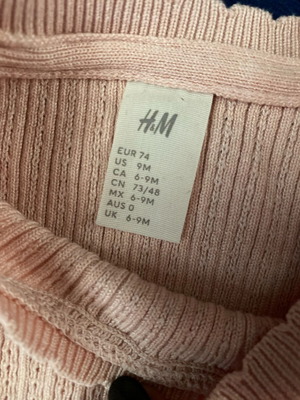 H&M
EUR 74
US 9M
CA 6-9M
CN 73/48
MX 6-9M
AUS 0
UK 6-9M